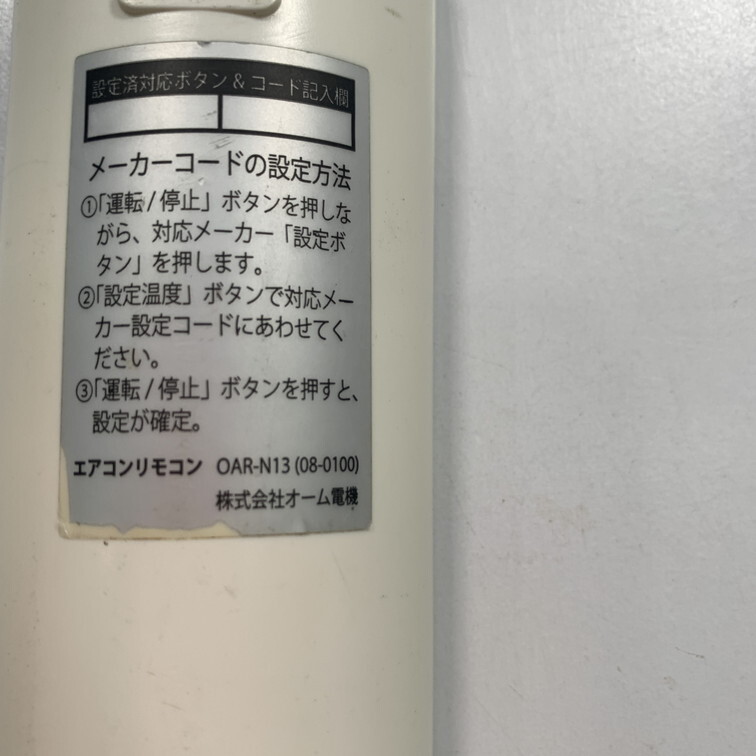 設定済対応ボタン & コード記入欄
メーカーコードの設定方法
①「運転/停止」ボタンを押しな
がら、対応メーカー「設定ボ
タン」を押します。
②「設定温度」ボタンで対応メー
カー設定コードにあわせてく
ださい。
③「運転/停止」ボタンを押すと、
設定が確定。
エアコンリモコン OAR-N13 (08-0100)
株式会社オーム電機